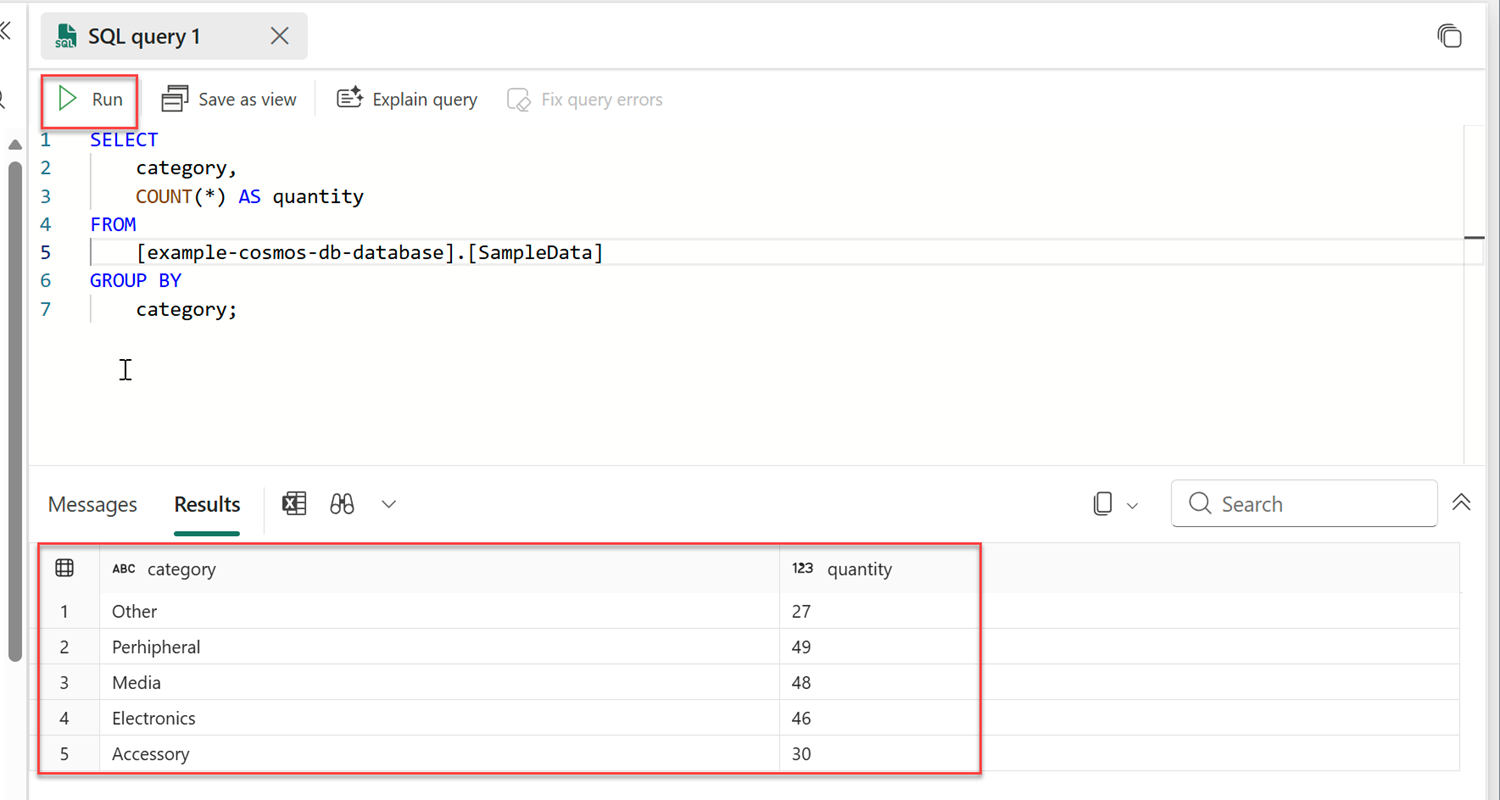 SQL query 1
Run Save as view Explain query Fix query errors
1 SELECT
2 category,
3 COUNT(*) AS quantity
4 FROM
5 [example-cosmos-db-database].[SampleData]
6 GROUP BY
7 category;
Messages Results Search
ABC category 123 quantity
1 Other 27
2 Perhipheral 49
3 Media 48
4 Electronics 46
5 Accessory 30